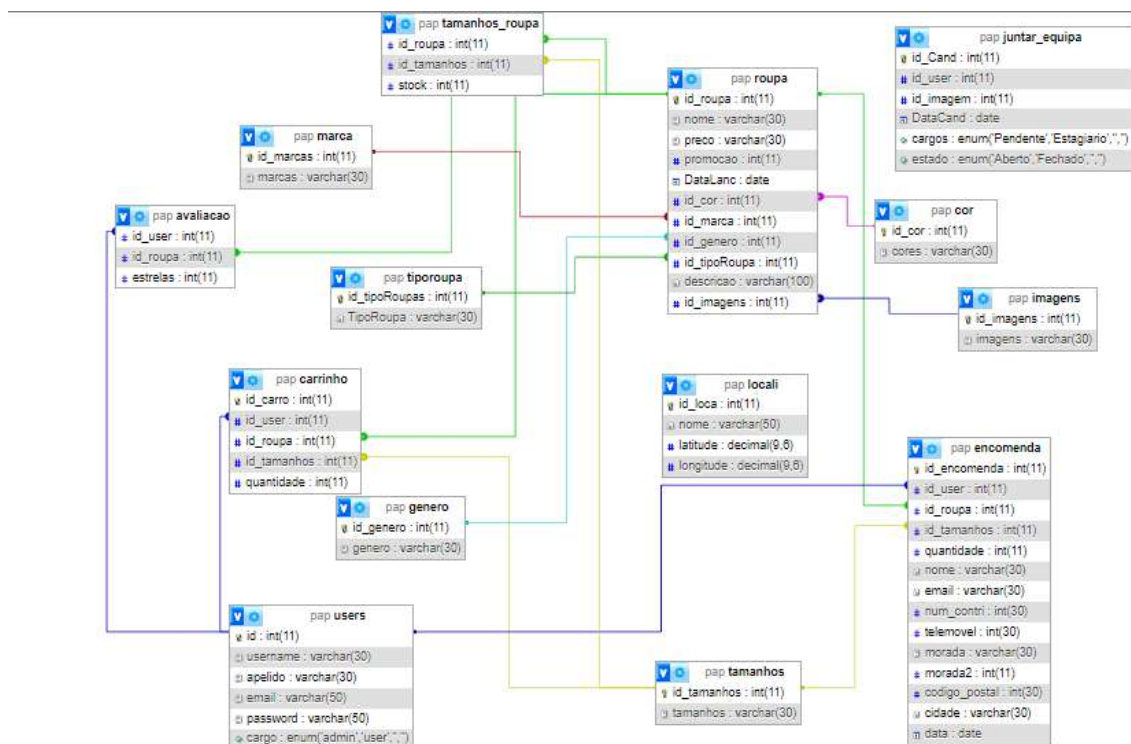 pap tamanhos_roupa
id_roupa : int(11)
id_tamanhos : int(11)
stock : int(11)
pap juntar_equipa
id_Cand : int(11)
id_user : int(11)
id_imagem : int(11)
DataCand : date
cargos : enum('Pendente','Estagiario','','')
estado : enum('Aberto','Fechado','','')
pap roupa
id_roupa : int(11)
nome : varchar(30)
preco : varchar(30)
promocao : int(11)
DataLanc : date
id_cor : int(11)
id_marca : int(11)
id_genero : int(11)
id_tipoRoupa : int(11)
descricao : varchar(100)
id_imagens : int(11)
pap marca
id_marcas : int(11)
marcas : varchar(30)
pap avaliacao
id_user : int(11)
id_roupa : int(11)
estrelas : int(11)
pap cor
id_cor : int(11)
cores : varchar(30)
pap tiporoupa
id_tipoRoupas : int(11)
TipoRoupa : varchar(30)
pap imagens
id_imagens : int(11)
imagens : varchar(30)
pap carrinho
id_carro : int(11)
id_user : int(11)
id_roupa : int(11)
id_tamanhos : int(11)
quantidade : int(11)
pap locali
id_loca : int(11)
nome : varchar(50)
latitude : decimal(9,6)
longitude : decimal(9,6)
pap encomenda
id_encomenda : int(11)
id_user : int(11)
id_roupa : int(11)
id_tamanhos : int(11)
quantidade : int(11)
nome : varchar(30)
email : varchar(30)
num_contri : int(30)
telemovel : int(30)
morada : varchar(30)
morada2 : int(11)
codigo_postal : int(30)
cidade : varchar(30)
data : date
pap genero
id_genero : int(11)
genero : varchar(30)
pap users
id : int(11)
username : varchar(30)
apelido : varchar(30)
email : varchar(50)
password : varchar(50)
cargo : enum('admin','user','','')
pap tamanhos
id_tamanhos : int(11)
tamanhos : varchar(30)